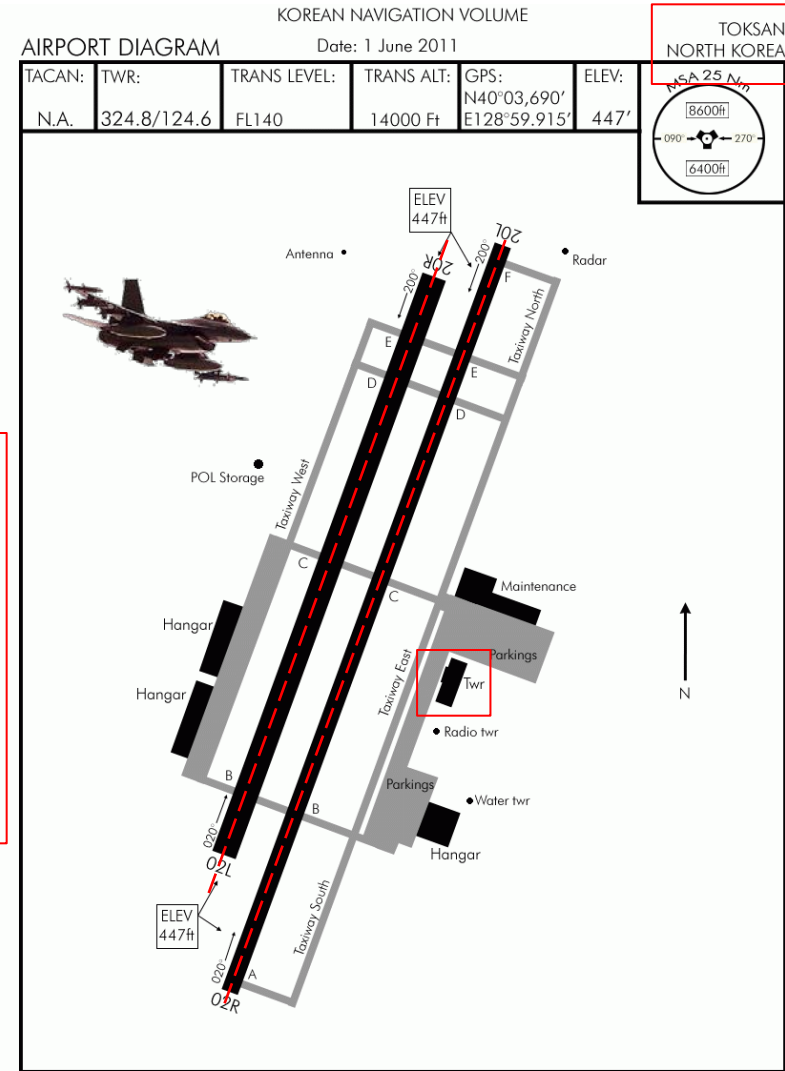 KOREAN NAVIGATION VOLUME
AIRPORT DIAGRAM
Date: 1 June 2011
TOKSAN
NORTH KOREA
TACAN:
N.A.
TWR:
324.8/124.6
TRANS LEVEL:
FL140
TRANS ALT:
14000 Ft
GPS:
N40°03,690'
E128°59.915'
ELEV:
447'
MSA 25 Nm
8600ft
090°
270°
6400ft
ELEV
447ft
20L
20R
200°
200°
Antenna
Radar
F
Taxiway North
E
E
D
D
POL Storage
Taxiway West
C
C
Maintenance
Hangar
Parkings
Taxiway East
Twr
Hangar
N
Radio twr
B
Parkings
B
Water twr
020°
Hangar
02L
ELEV
447ft
Taxiway South
020°
A
02R